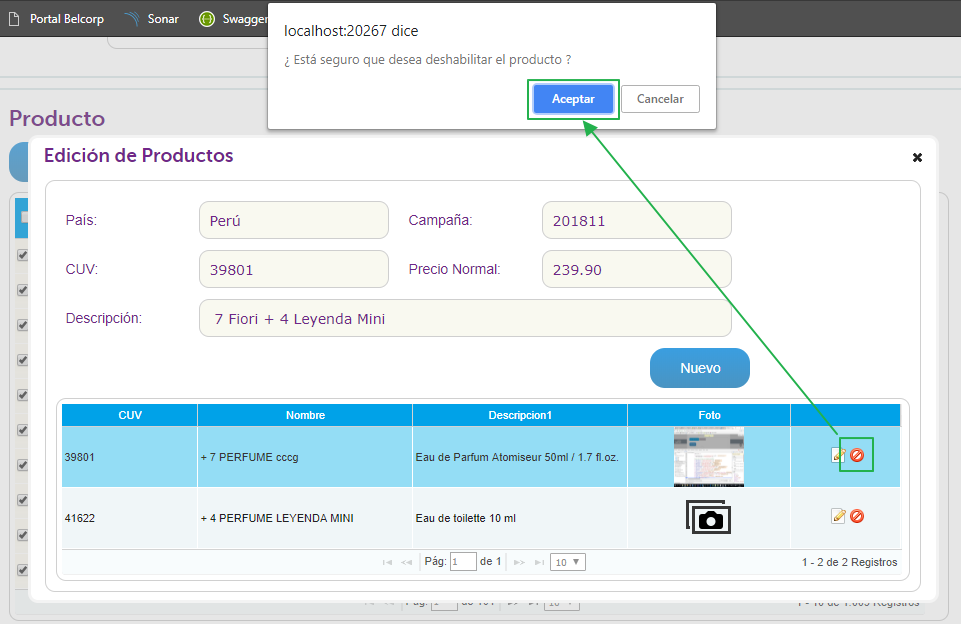 Portal Belcorp Sonar Swagger
localhost:20267 dice
¿ Está seguro que desea deshabilitar el producto ?
Aceptar Cancelar
Producto
Edición de Productos
País: Perú Campaña: 201811
CUV: 39801 Precio Normal: 239.90
Descripción: 7 Fiori + 4 Leyenda Mini
Nuevo
CUV Nombre Descripcion1 Foto
39801 + 7 PERFUME cccg Eau de Parfum Atomiseur 50ml / 1.7 fl.oz.
41622 + 4 PERFUME LEYENDA MINI Eau de toilette 10 ml
Pág: 1 de 1 10 1 - 2 de 2 Registros